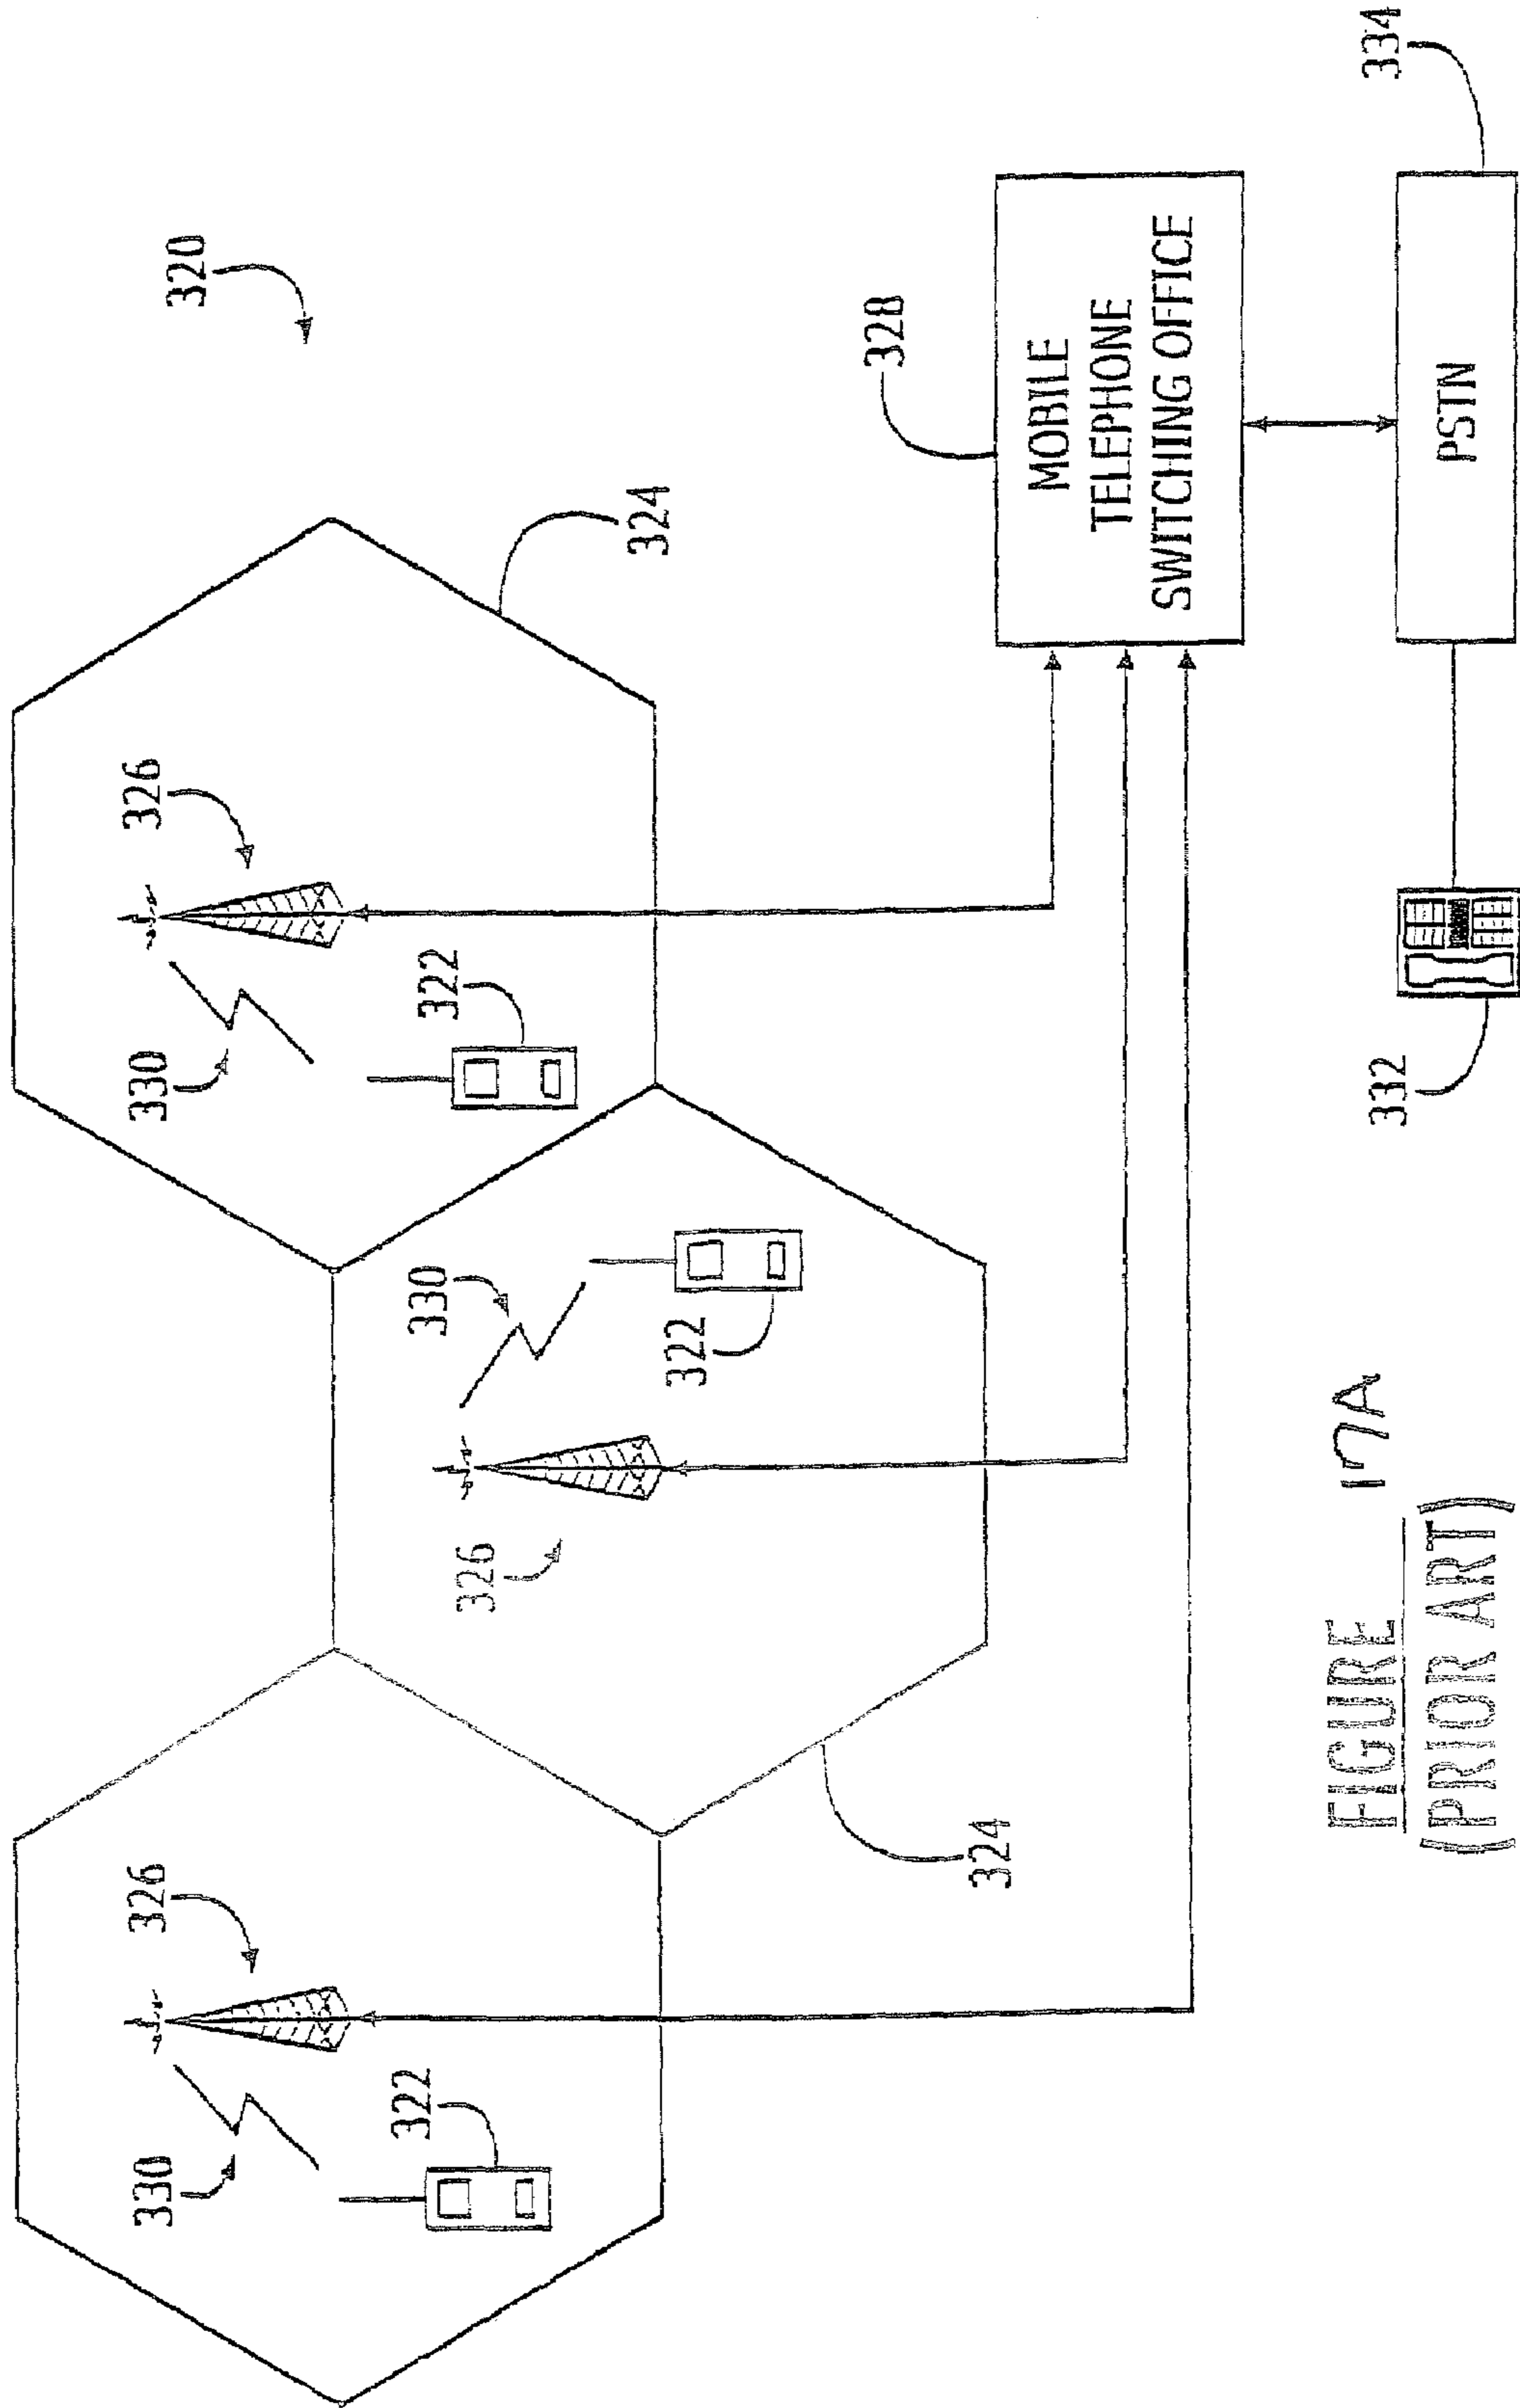 320
326
330
322
324
330
322
326
324
326
330
322
328
MOBILE
TELEPHONE
SWITCHING OFFICE
334
PSTN
332
FIGURE 17A
(PRIOR ART)